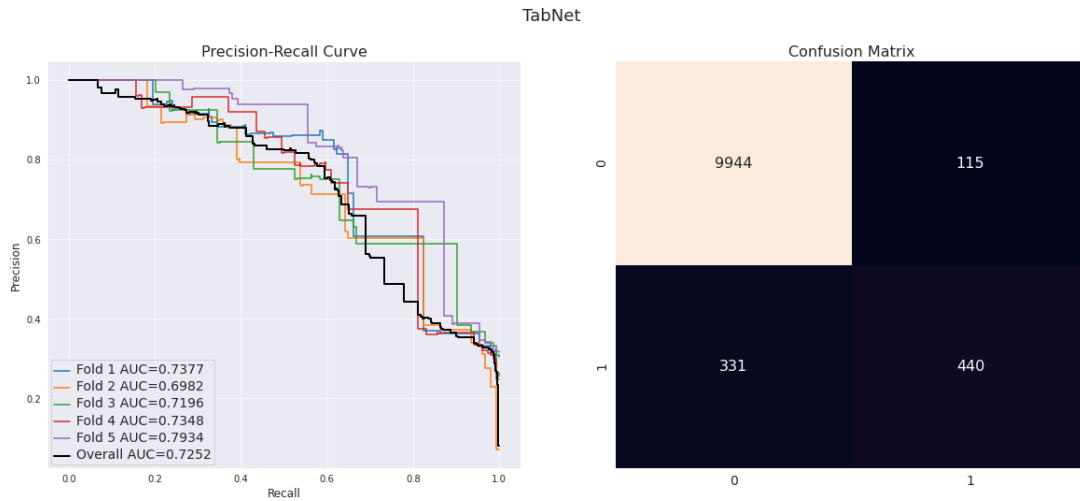 TabNet
Precision-Recall Curve
1.0
0.8
0.6
0.4
0.2
Precision
0.0 0.2 0.4 0.6 0.8 1.0
Recall
Fold 1 AUC=0.7377
Fold 2 AUC=0.6982
Fold 3 AUC=0.7196
Fold 4 AUC=0.7348
Fold 5 AUC=0.7934
Overall AUC=0.7252
Confusion Matrix
0
9944 115
1
331 440
0 1